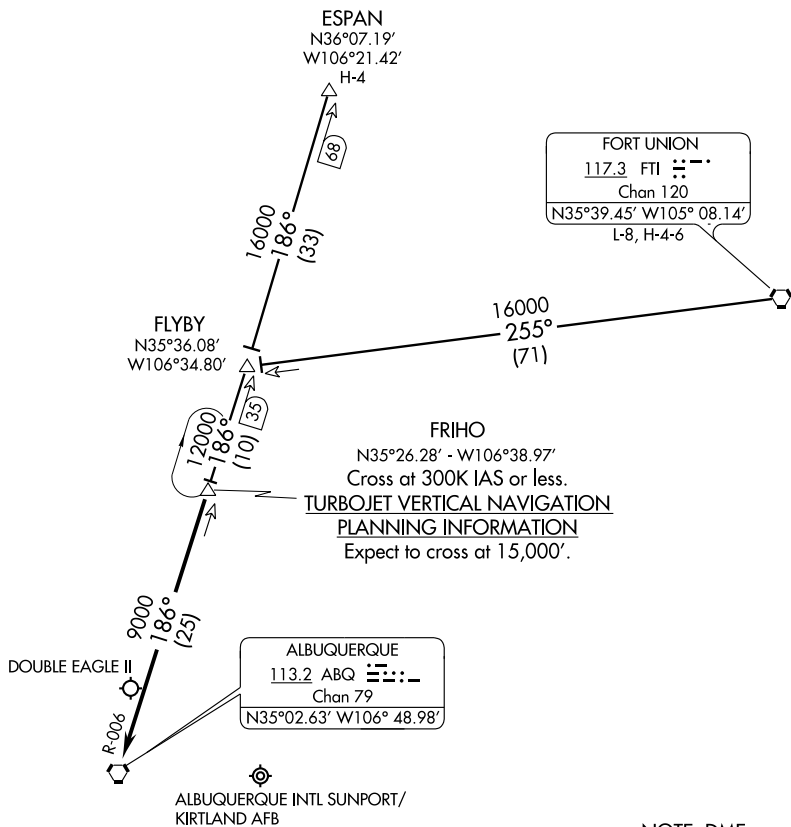 ESPAN
N36°07.19′
W106°21.42′
H-4
68
16000
186°
(33)
FORT UNION
117.3 FTI
Chan 120
N35°39.45′ W105° 08.14′
L-8, H-4-6
16000
255°
(71)
FLYBY
N35°36.08′
W106°34.80′
35
12000
186°
(10)
FRIHO
N35°26.28′ - W106°38.97′
Cross at 300K IAS or less.
TURBOJET VERTICAL NAVIGATION
PLANNING INFORMATION
Expect to cross at 15,000′.
9000
186°
(25)
DOUBLE EAGLE II
R-006
ALBUQUERQUE
113.2 ABQ
Chan 79
N35°02.63′ W106° 48.98′
ALBUQUERQUE INTL SUNPORT/
KIRTLAND AFB
NOTE: DME